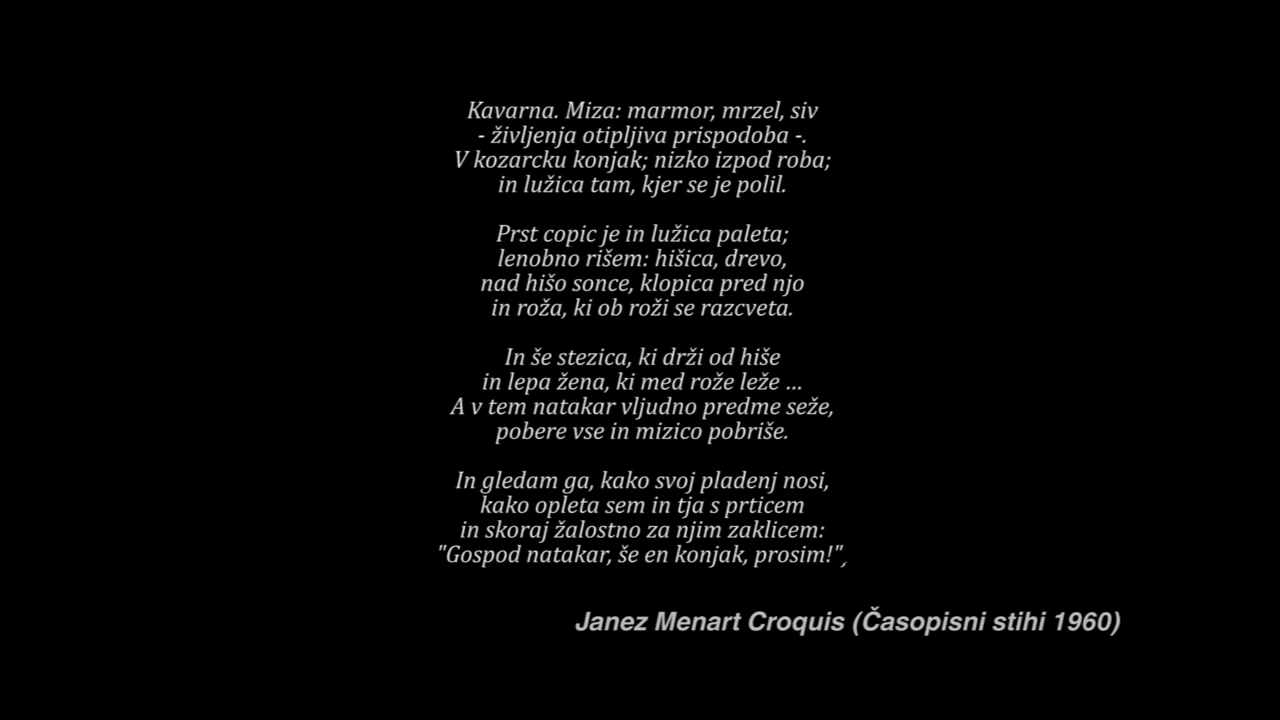 Kavarna. Miza: marmor, mrzel, siv
- življenja otipljiva prispodoba -.
V kozarcku konjak; nizko izpod roba;
in lužica tam, kjer se je polil.
Prst copic je in lužica paleta;
lenobno rišem: hišica, drevo,
nad hišo sonce, klopica pred njo
in roža, ki ob roži se razcveta.
In še stezica, ki drži od hiše
in lepa žena, ki med rože leže ...
A v tem natakar vljudno predme seže,
pobere vse in mizico pobriše.
In gledam ga, kako svoj pladenj nosi,
kako opleta sem in tja s prticem
in skoraj žalostno za njim zaklicem:
"Gospod natakar, še en konjak, prosim!",
Janez Menart Croquis (Časopisni stihi 1960)